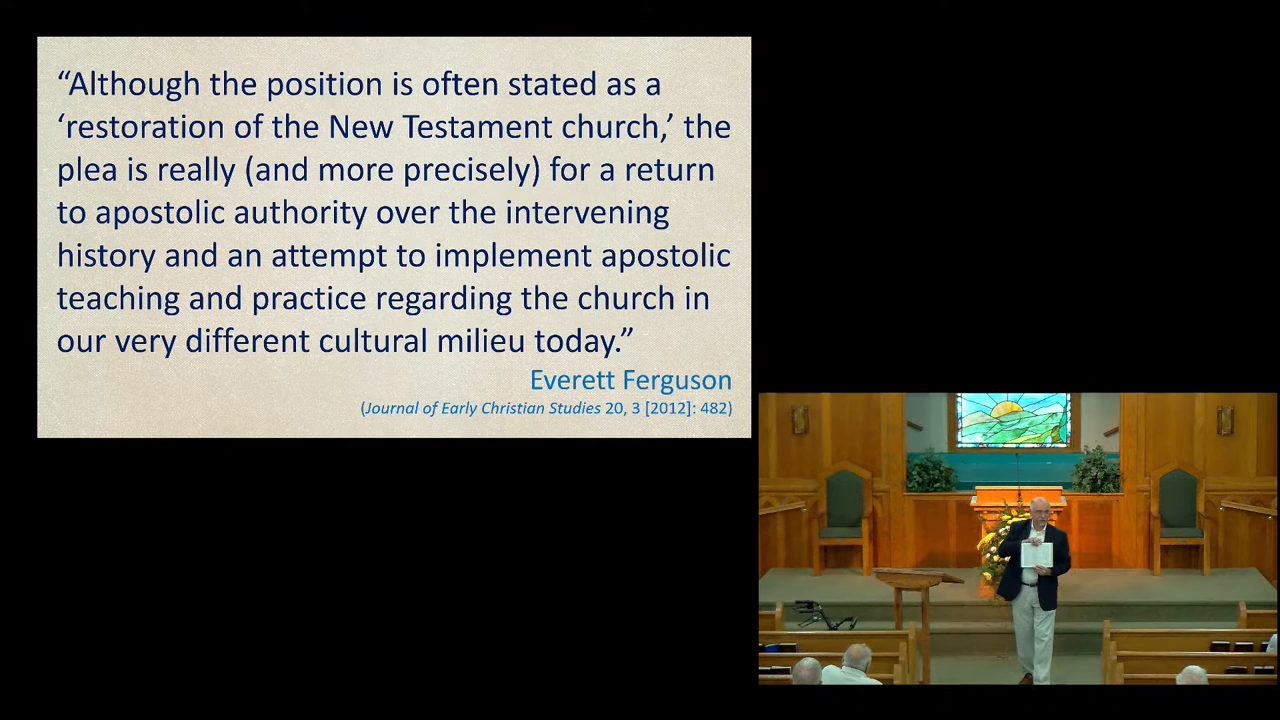 “Although the position is often stated as a
‘restoration of the New Testament church,’ the
plea is really (and more precisely) for a return
to apostolic authority over the intervening
history and an attempt to implement apostolic
teaching and practice regarding the church in
our very different cultural milieu today.”
Everett Ferguson
(Journal of Early Christian Studies 20, 3 [2012]: 482)